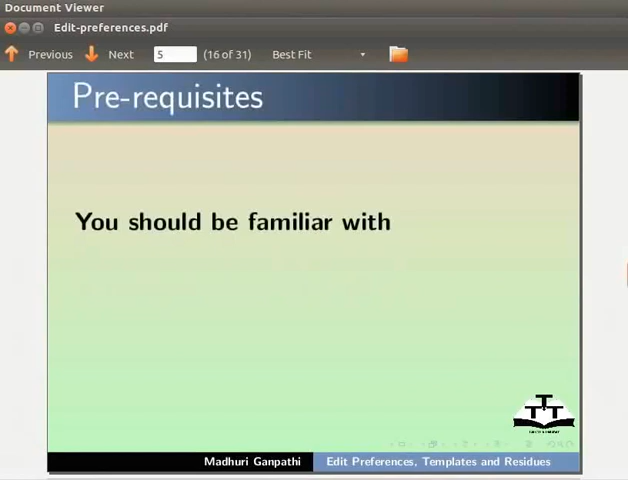 Document Viewer
Edit-preferences.pdf
Previous Next 5 (16 of 31) Best Fit
Pre-requisites
You should be familiar with
TTT
Madhuri Ganpathi Edit Preferences, Templates and Residues